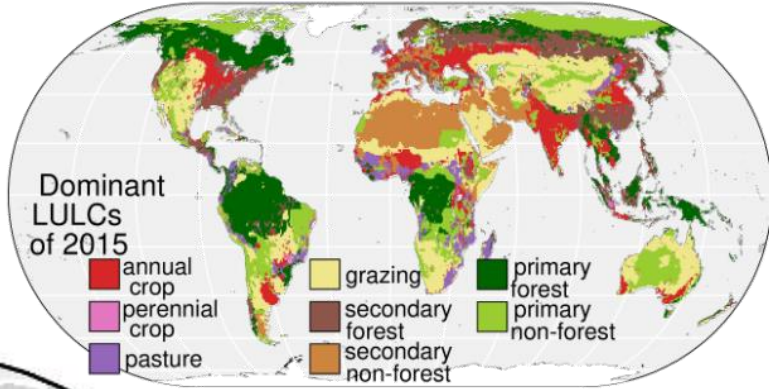 Dominant
LULCs
of 2015
annual
crop
perennial
crop
pasture
grazing
secondary
forest
secondary
non-forest
primary
forest
primary
non-forest